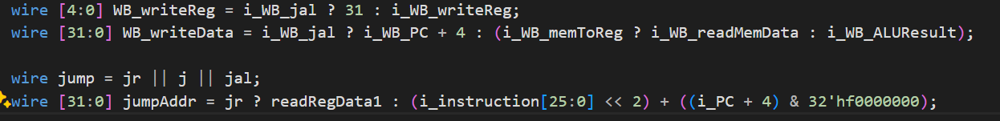 wire [4:0] WB_writeReg = i_WB_jal ? 31 : i_WB_writeReg;
wire [31:0] WB_writeData = i_WB_jal ? i_WB_PC + 4 : (i_WB_memToReg ? i_WB_readMemData : i_WB_ALUResult);
wire jump = jr || j || jal;
wire [31:0] jumpAddr = jr ? readRegData1 : (i_instruction[25:0] << 2) + ((i_PC + 4) & 32'hf0000000);